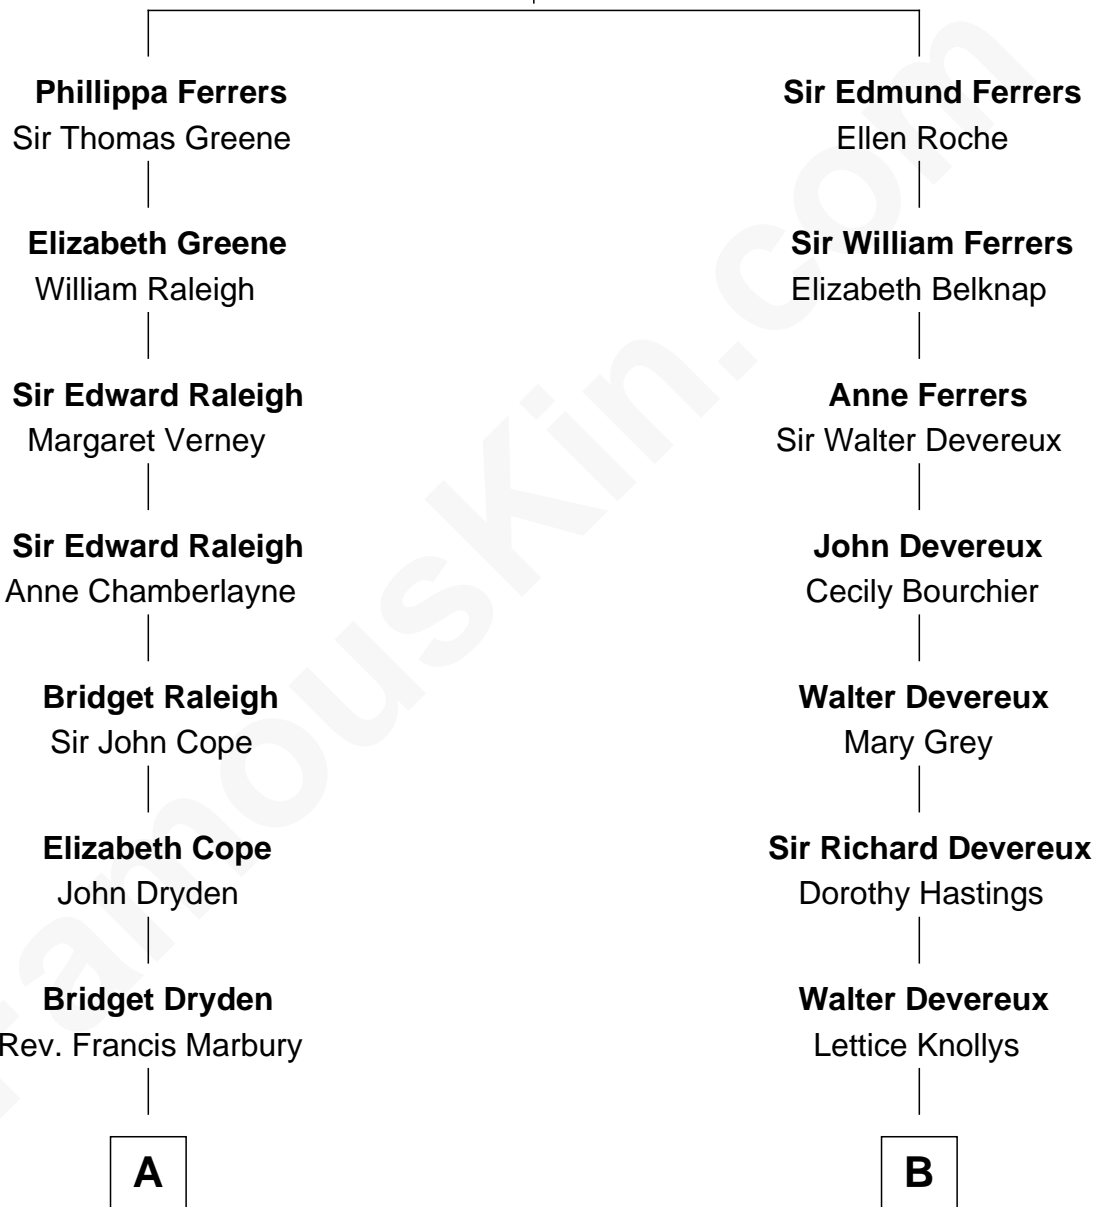 Phillippa Ferrers
Sir Thomas Greene
Elizabeth Greene
William Raleigh
Sir Edward Raleigh
Margaret Verney
Sir Edward Raleigh
Anne Chamberlayne
Bridget Raleigh
Sir John Cope
Elizabeth Cope
John Dryden
Bridget Dryden
Rev. Francis Marbury
A
Sir Edmund Ferrers
Ellen Roche
Sir William Ferrers
Elizabeth Belknap
Anne Ferrers
Sir Walter Devereux
John Devereux
Cecily Bourchier
Walter Devereux
Mary Grey
Sir Richard Devereux
Dorothy Hastings
Walter Devereux
Lettice Knollys
B
FamousKin.com